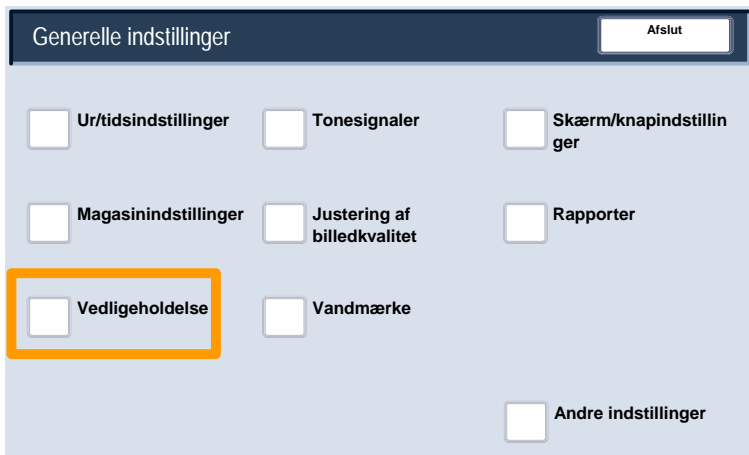 Generelle indstillinger
Afslut
Ur/tidsindstillinger
Tonesignaler
Skærm/knapindstillin
ger
Magasinindstillinger
Justering af
billedkvalitet
Rapporter
Vedligeholdelse
Vandmærke
Andre indstillinger